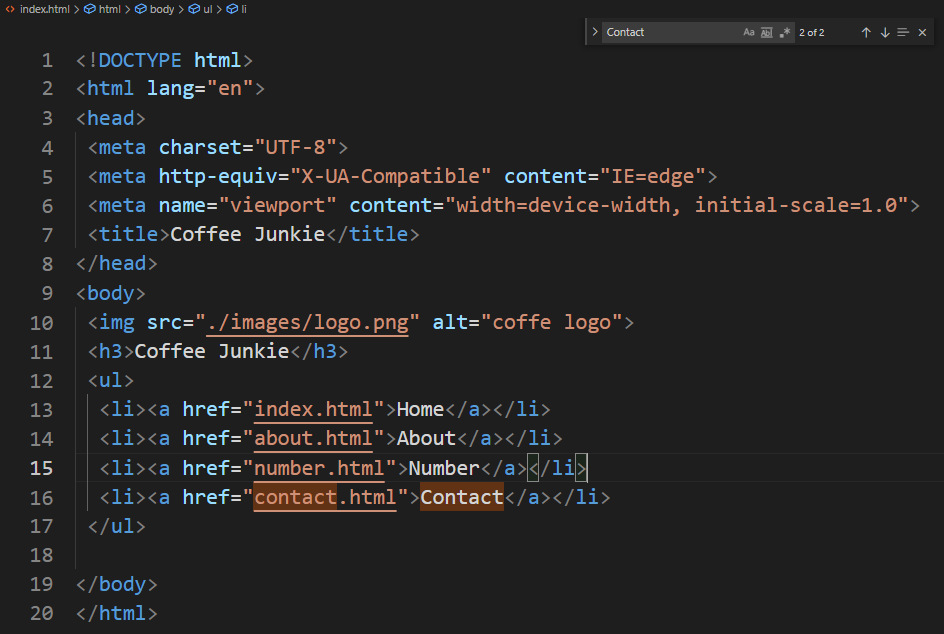 index.html > html > body > ul > li
Contact
2 of 2
1 <!DOCTYPE html>
2 <html lang="en">
3 <head>
4 <meta charset="UTF-8">
5 <meta http-equiv="X-UA-Compatible" content="IE=edge">
6 <meta name="viewport" content="width=device-width, initial-scale=1.0">
7 <title>Coffee Junkie</title>
8 </head>
9 <body>
10 <img src="./images/logo.png" alt="coffe logo">
11 <h3>Coffee Junkie</h3>
12 <ul>
13 <li><a href="index.html">Home</a></li>
14 <li><a href="about.html">About</a></li>
15 <li><a href="number.html">Number</a></li>
16 <li><a href="contact.html">Contact</a></li>
17 </ul>
18
19 </body>
20 </html>